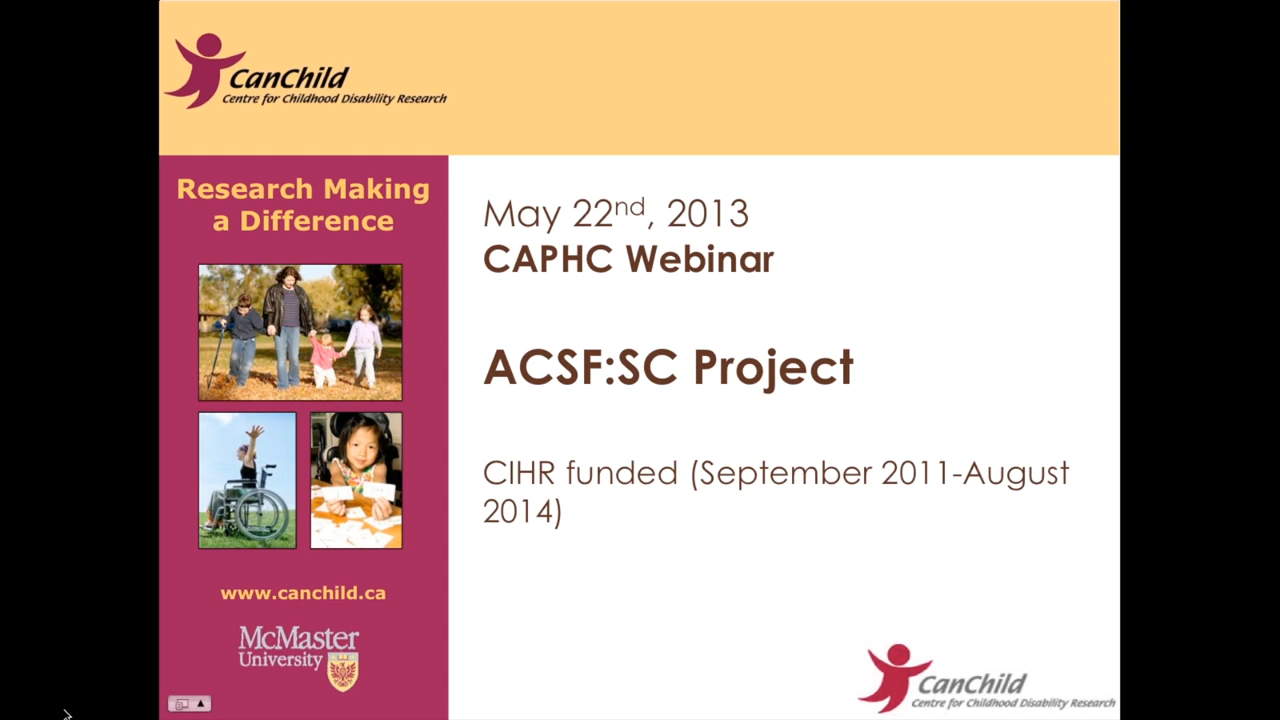 CanChild
Centre for Childhood Disability Research
Research Making
a Difference
www.canchild.ca
McMaster
University
May 22nd, 2013
CAPHC Webinar
ACSF:SC Project
CIHR funded (September 2011-August
2014)
CanChild
Centre for Childhood Disability Research